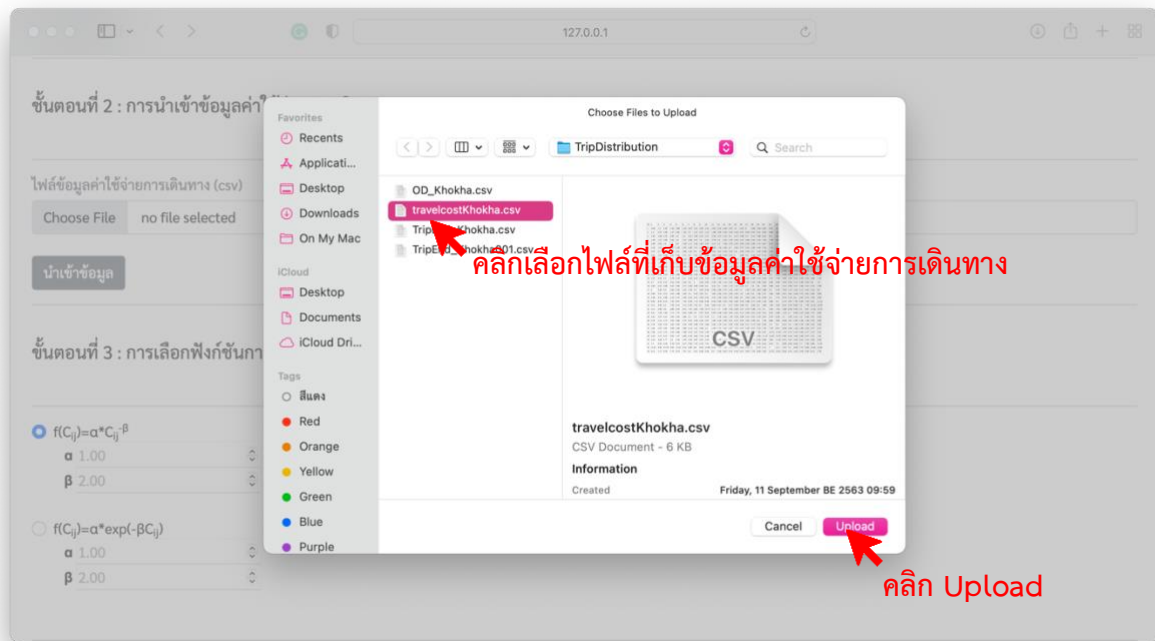 127.0.0.1
ขั้นตอนที่ 2 : การนำเข้าข้อมูลค่า
ไฟล์ข้อมูลค่าใช้จ่ายการเดินทาง (csv)
Choose File no file selected
นำเข้าข้อมูล
ขั้นตอนที่ 3 : การเลือกฟังก์ชันกา
f(Cij)=α*Cij-β
α 1.00
β 2.00
f(Cij)=α*exp(-βCij)
α 1.00
β 2.00
Choose Files to Upload
Favorites
Recents
Applicati...
Desktop
Downloads
On My Mac
iCloud
Desktop
Documents
iCloud Dri...
Tags
สีแดง
Red
Orange
Yellow
Green
Blue
Purple
TripDistribution
Search
OD_Khokha.csv
travelcostKhokha.csv
Khokha.csv
คลิกเลือกไฟล์ที่เก็บข้อมูลค่าใช้จ่ายการเดินทาง
CSV
travelcostKhokha.csv
CSV Document - 6 KB
Information
Created Friday, 11 September BE 2563 09:59
Cancel Upload
คลิก Upload